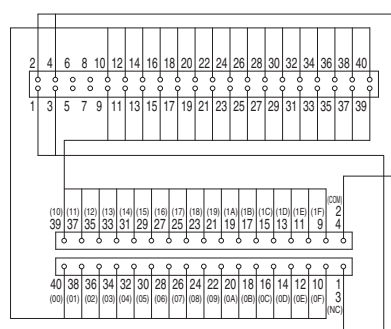 2 4 6 8 10 12 14 16 18 20 22 24 26 28 30 32 34 36 38 40
1 3 5 7 9 11 13 15 17 19 21 23 25 27 29 31 33 35 37 39
(10) (11) (12) (13) (14) (15) (16) (17) (18) (19) (1A) (1B) (1C) (1D) (1E) (1F) (COM)
39 37 35 33 31 29 27 25 23 21 19 17 15 13 11 9 2 4
40 38 36 34 32 30 28 26 24 22 20 18 16 14 12 10 1 3
(00) (01) (02) (03) (04) (05) (06) (07) (08) (09) (0A) (0B) (0C) (0D) (0E) (0F) (NC)